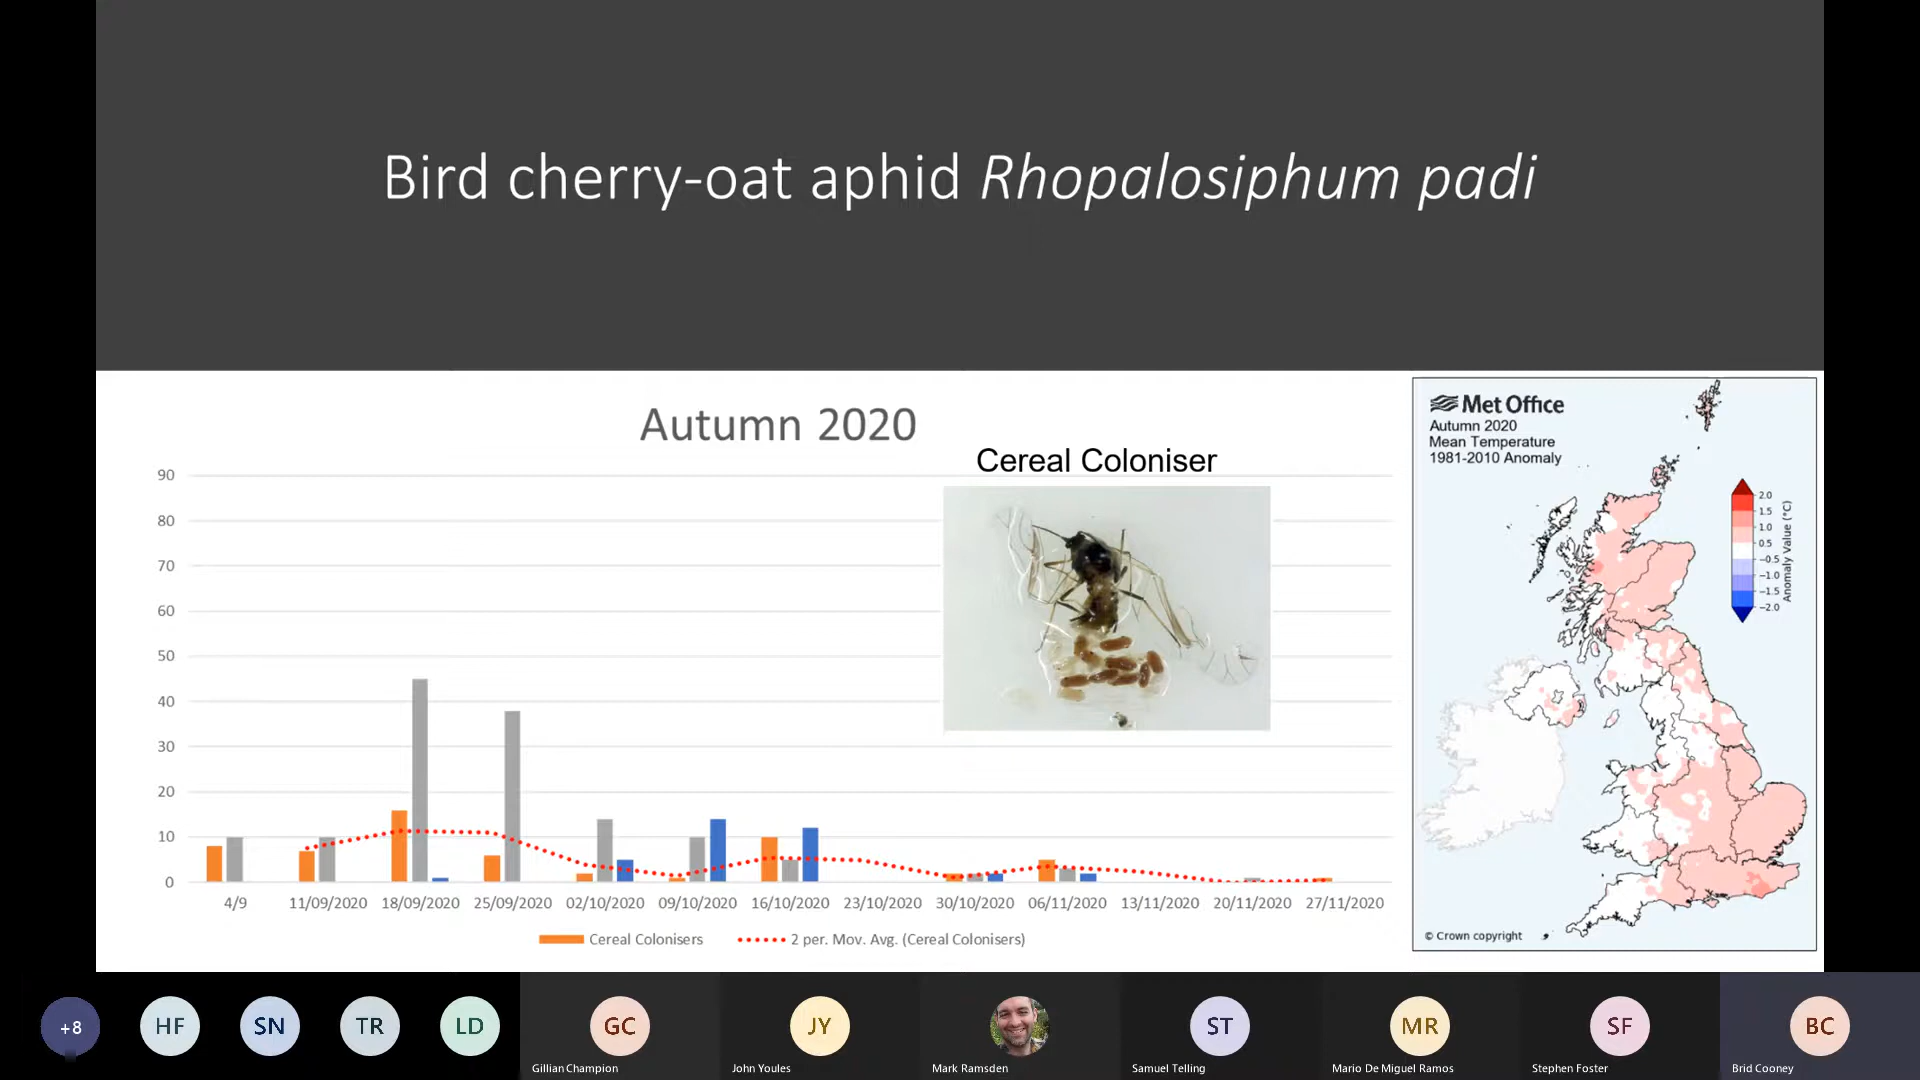 Bird cherry-oat aphid Rhopalosiphum padi
Autumn 2020
Cereal Coloniser
90
80
70
60
50
40
30
20
10
0
4/9 11/09/2020 18/09/2020 25/09/2020 02/10/2020 09/10/2020 16/10/2020 23/10/2020 30/10/2020 06/11/2020 13/11/2020 20/11/2020 27/11/2020
Cereal Colonisers 2 per. Mov. Avg. (Cereal Colonisers)
Met Office
Autumn 2020
Mean Temperature
1981-2010 Anomaly
2.0
1.5
1.0
0.5
−0.5
−1.0
−1.5
−2.0
Anomaly Value (°C)
© Crown copyright
+8 HF SN TR LD GC JY ST MR SF BC
Gillian Champion John Youles Mark Ramsden Samuel Telling Mario De Miguel Ramos Stephen Foster Brid Cooney